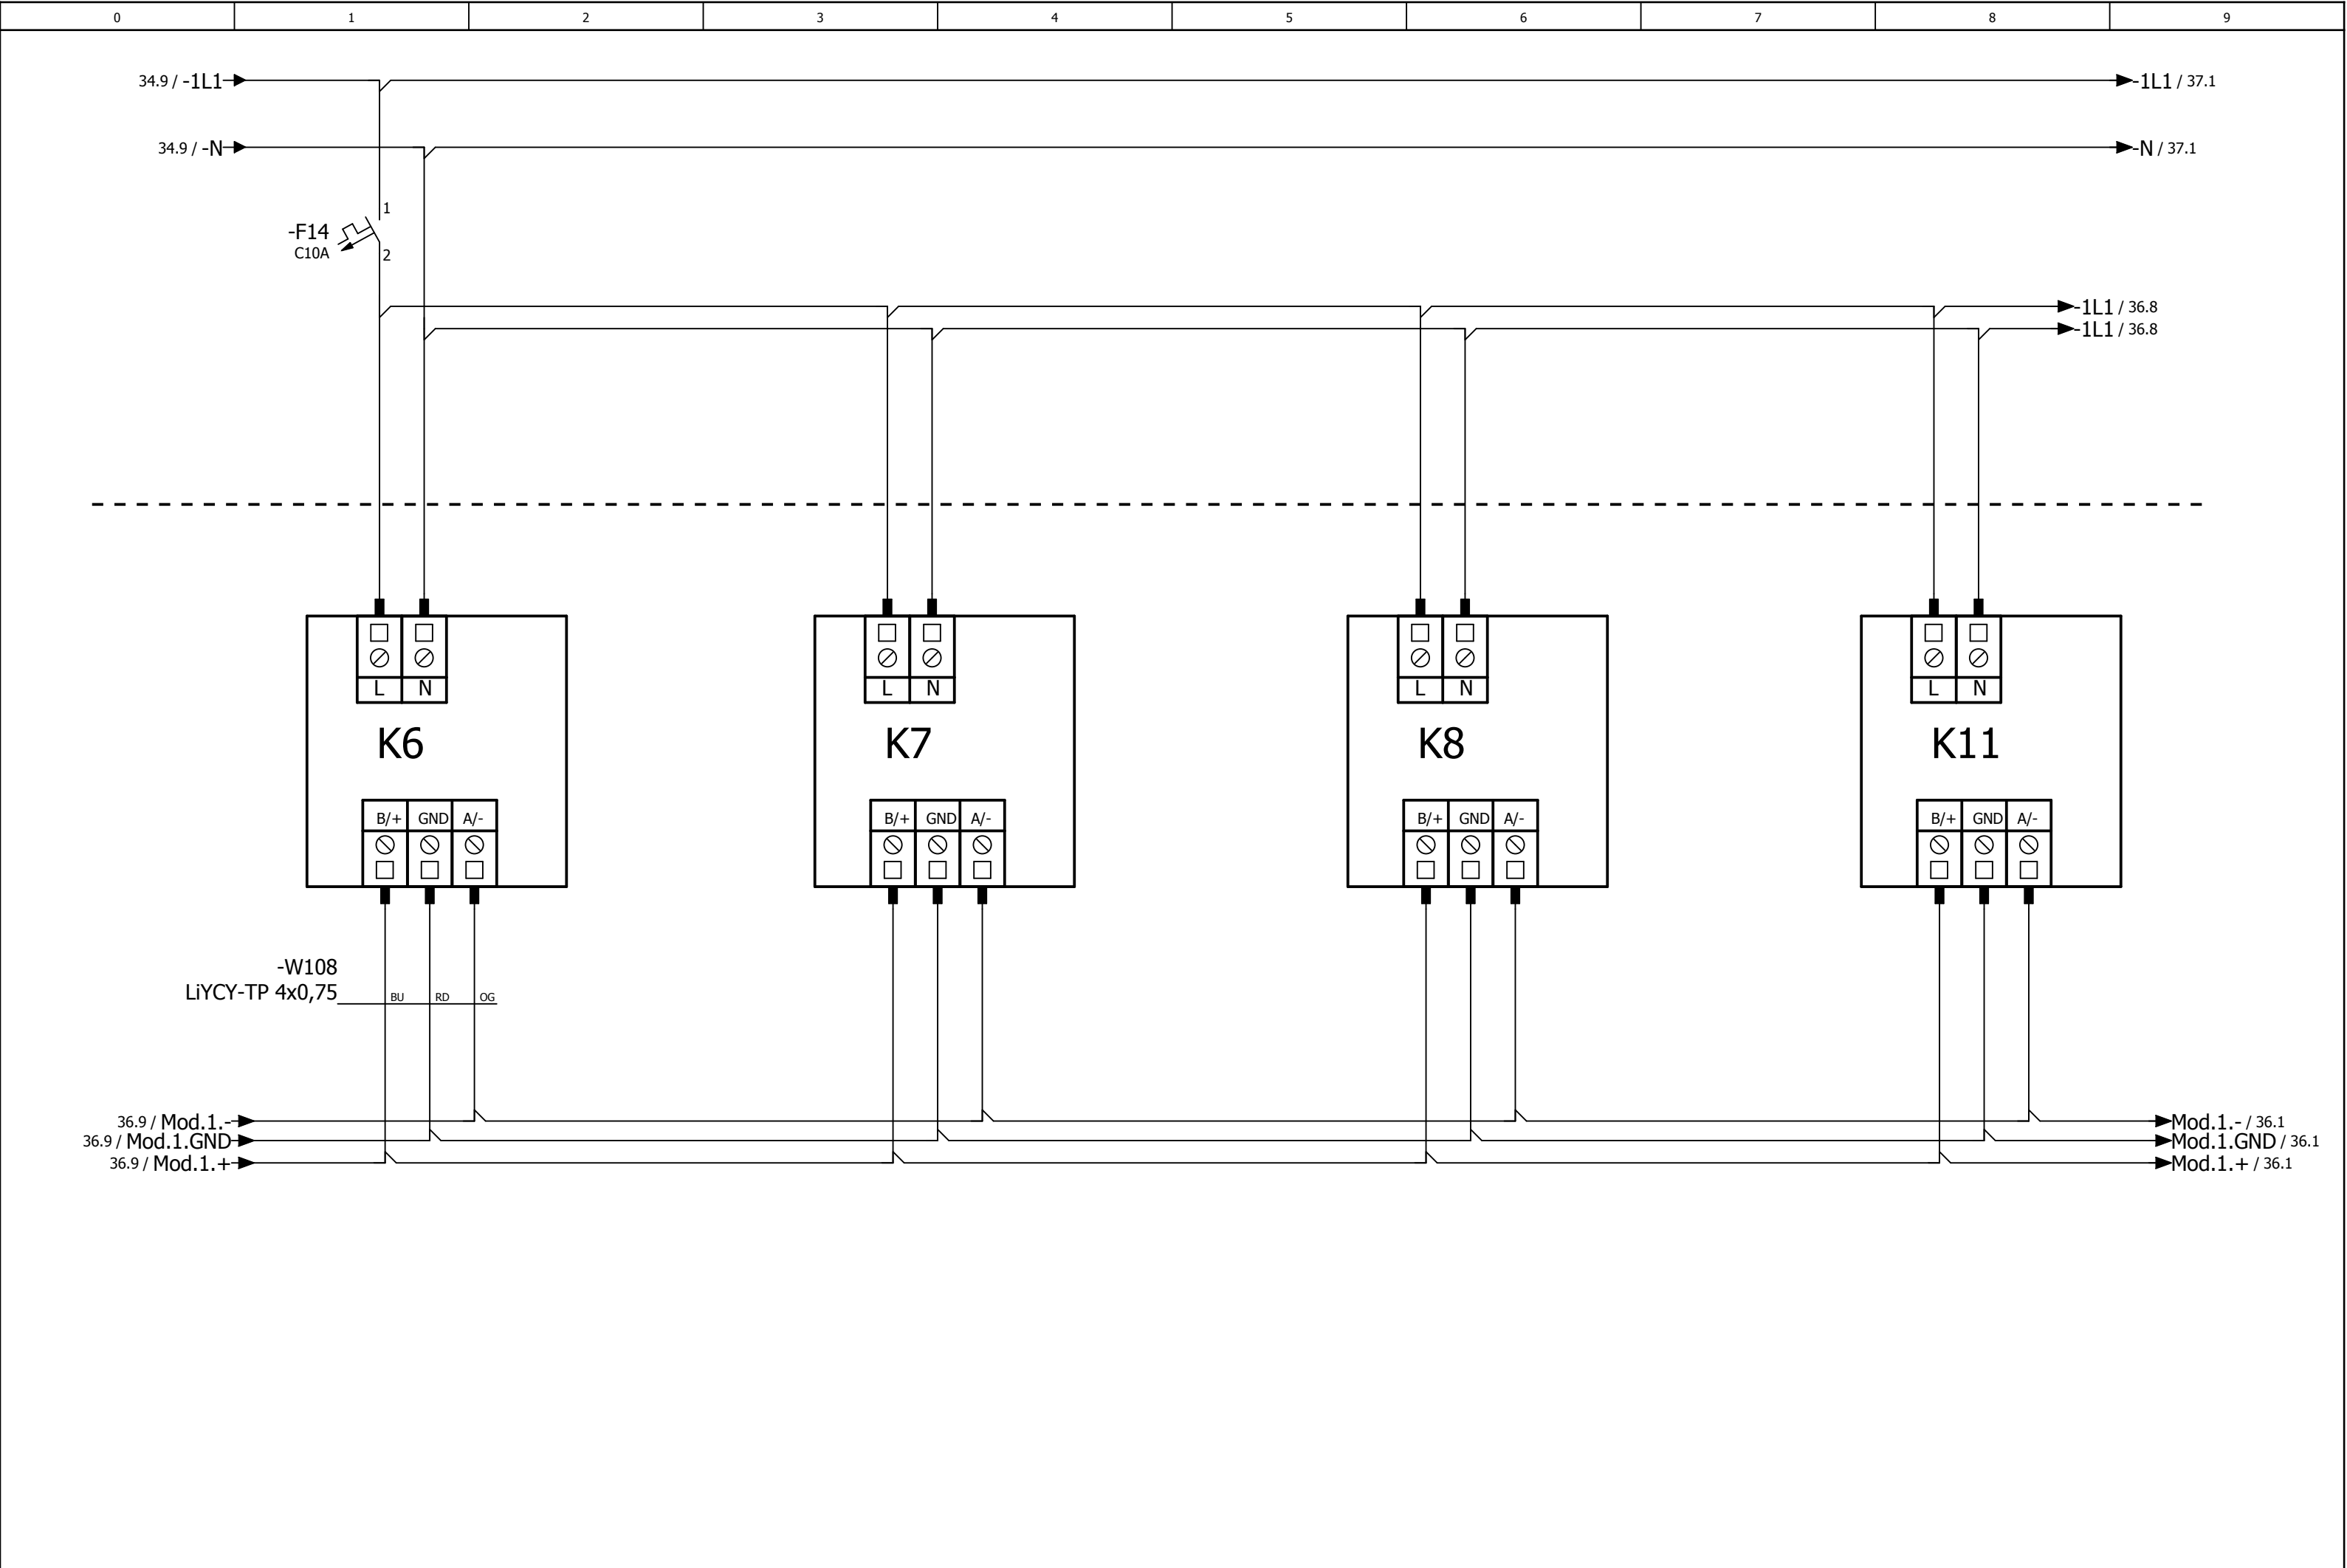 0 1 2 3 4 5 6 7 8 9
34.9 / -1L1 -1L1 / 37.1
34.9 / -N -N / 37.1
1
-F14
C10A
2
-1L1 / 36.8
-1L1 / 36.8
L N L N L N L N
K6 K7 K8 K11
B/+ GND A/- B/+ GND A/- B/+ GND A/- B/+ GND A/-
-W108
LiYCY-TP 4x0,75 BU RD OG
36.9 / Mod.1.- Mod.1.- / 36.1
36.9 / Mod.1.GND Mod.1.GND / 36.1
36.9 / Mod.1.+ Mod.1.+ / 36.1